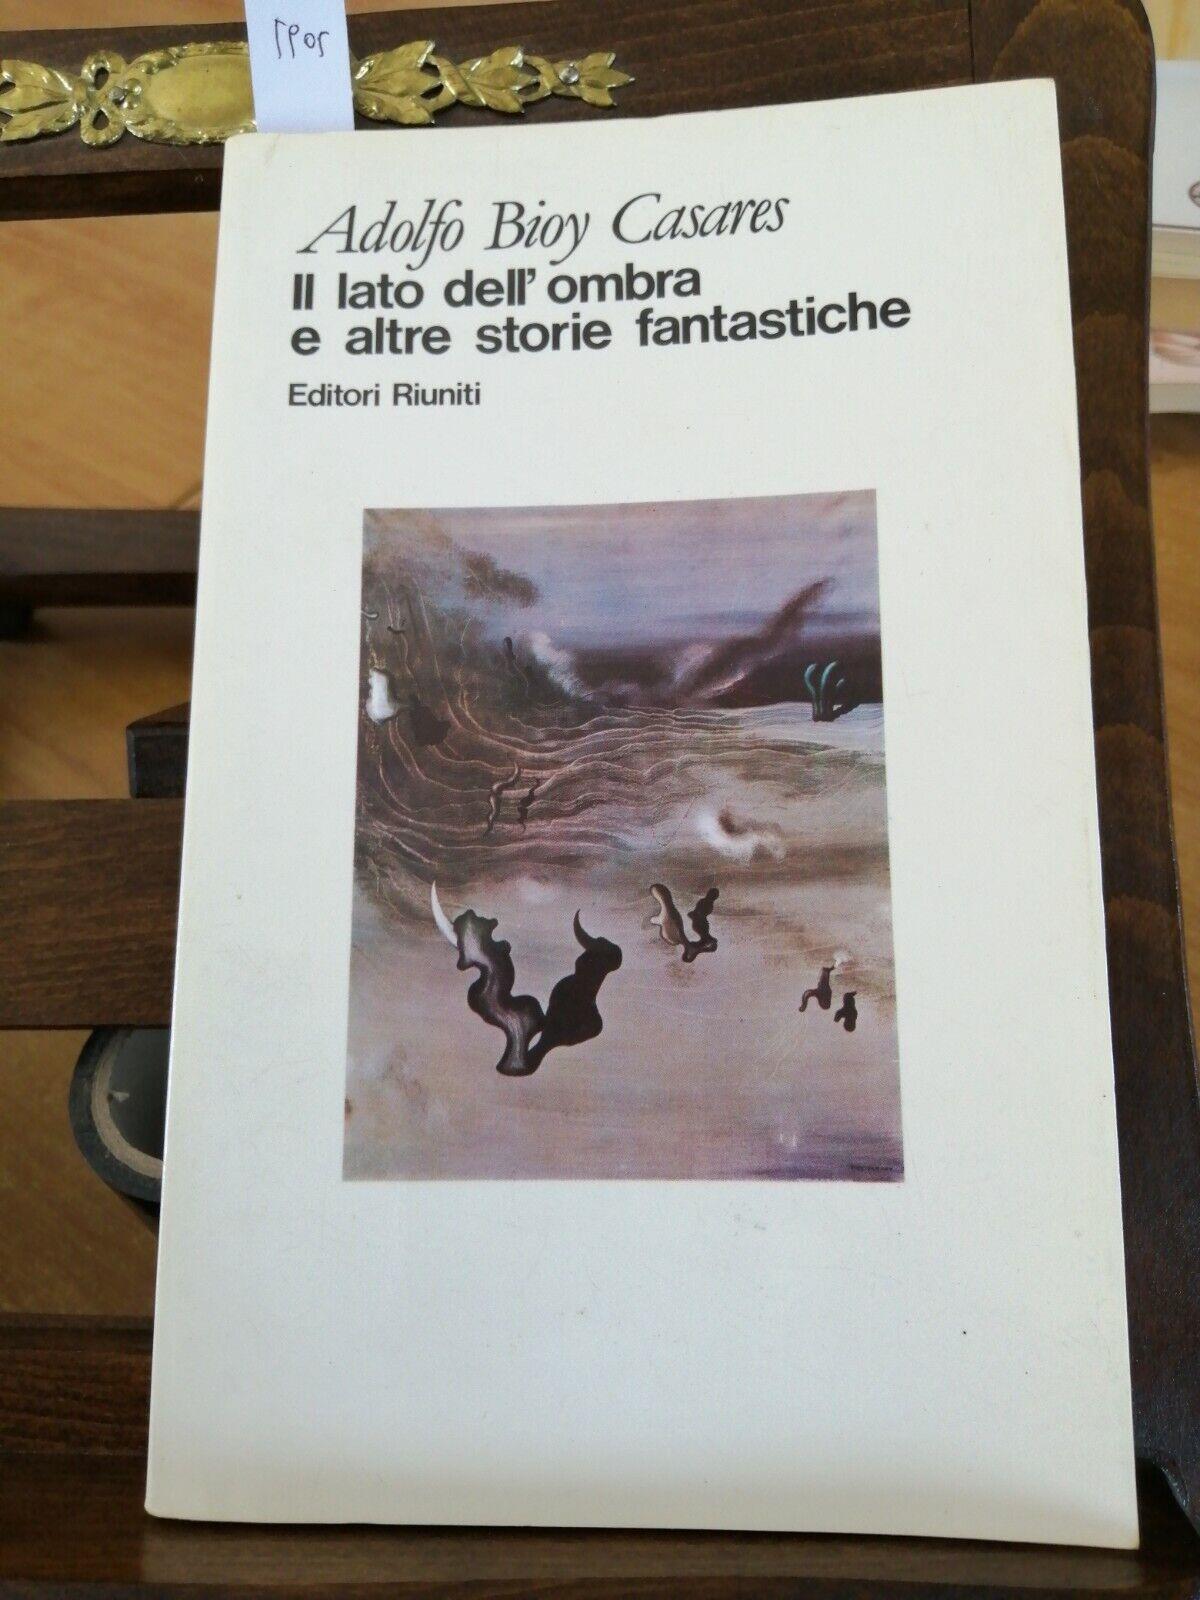 Adolfo Bioy Casares
Il lato dell'ombra
e altre storie fantastiche
Editori Riuniti